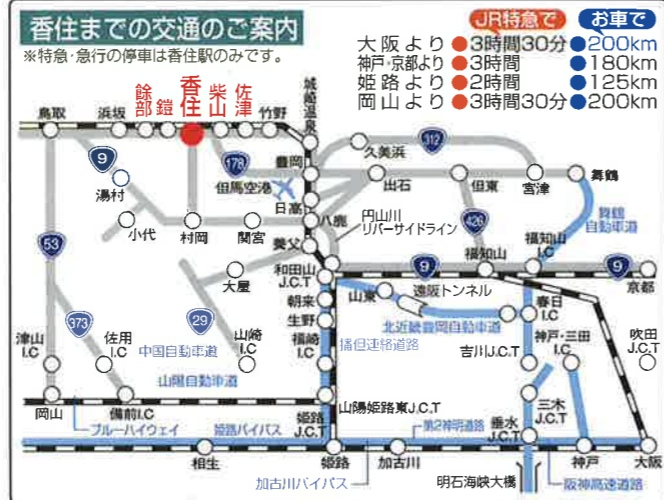 香住までの交通のご案内
※特急・急行の停車は香住駅のみです。
JR特急で
お車で
大阪より ●3時間30分 ●200km
神戸・京都より ●3時間 ●180km
姫路より ●2時間 ●125km
岡山より ●3時間30分 ●200km
鳥取
浜坂
餘部
鎧
香住
柴山
佐津
竹野
城崎温泉
9
湯村
178
但馬空港
豊岡
久美浜
312
出石
但東
宮津
舞鶴
日高
小代
村岡
関宮
八鹿
円山川
リバーサイドライン
426
舞鶴
自動車道
53
養父
福知山
福知山
I.C
大屋
和田山
J.C.T
9
9
京都
山東
遠阪トンネル
373
29
朝来
生野
北近畿豊岡自動車道
春日
I.C
津山
I.C
佐用
I.C
中国自動車道
山崎
I.C
福崎
I.C
播但連絡道路
吉川J.C.T
神戸・三田
I.C
吹田
J.C.T
山陽自動車道
岡山
備前I.C
姫路
J.C.T
山陽姫路東J.C.T
三木
J.C.T
ブルーハイウェイ
姫路バイパス
第2神明道路
垂水
J.C.T
相生
姫路
加古川
神戸
大阪
加古川バイパス
明石海峡大橋
阪神高速道路